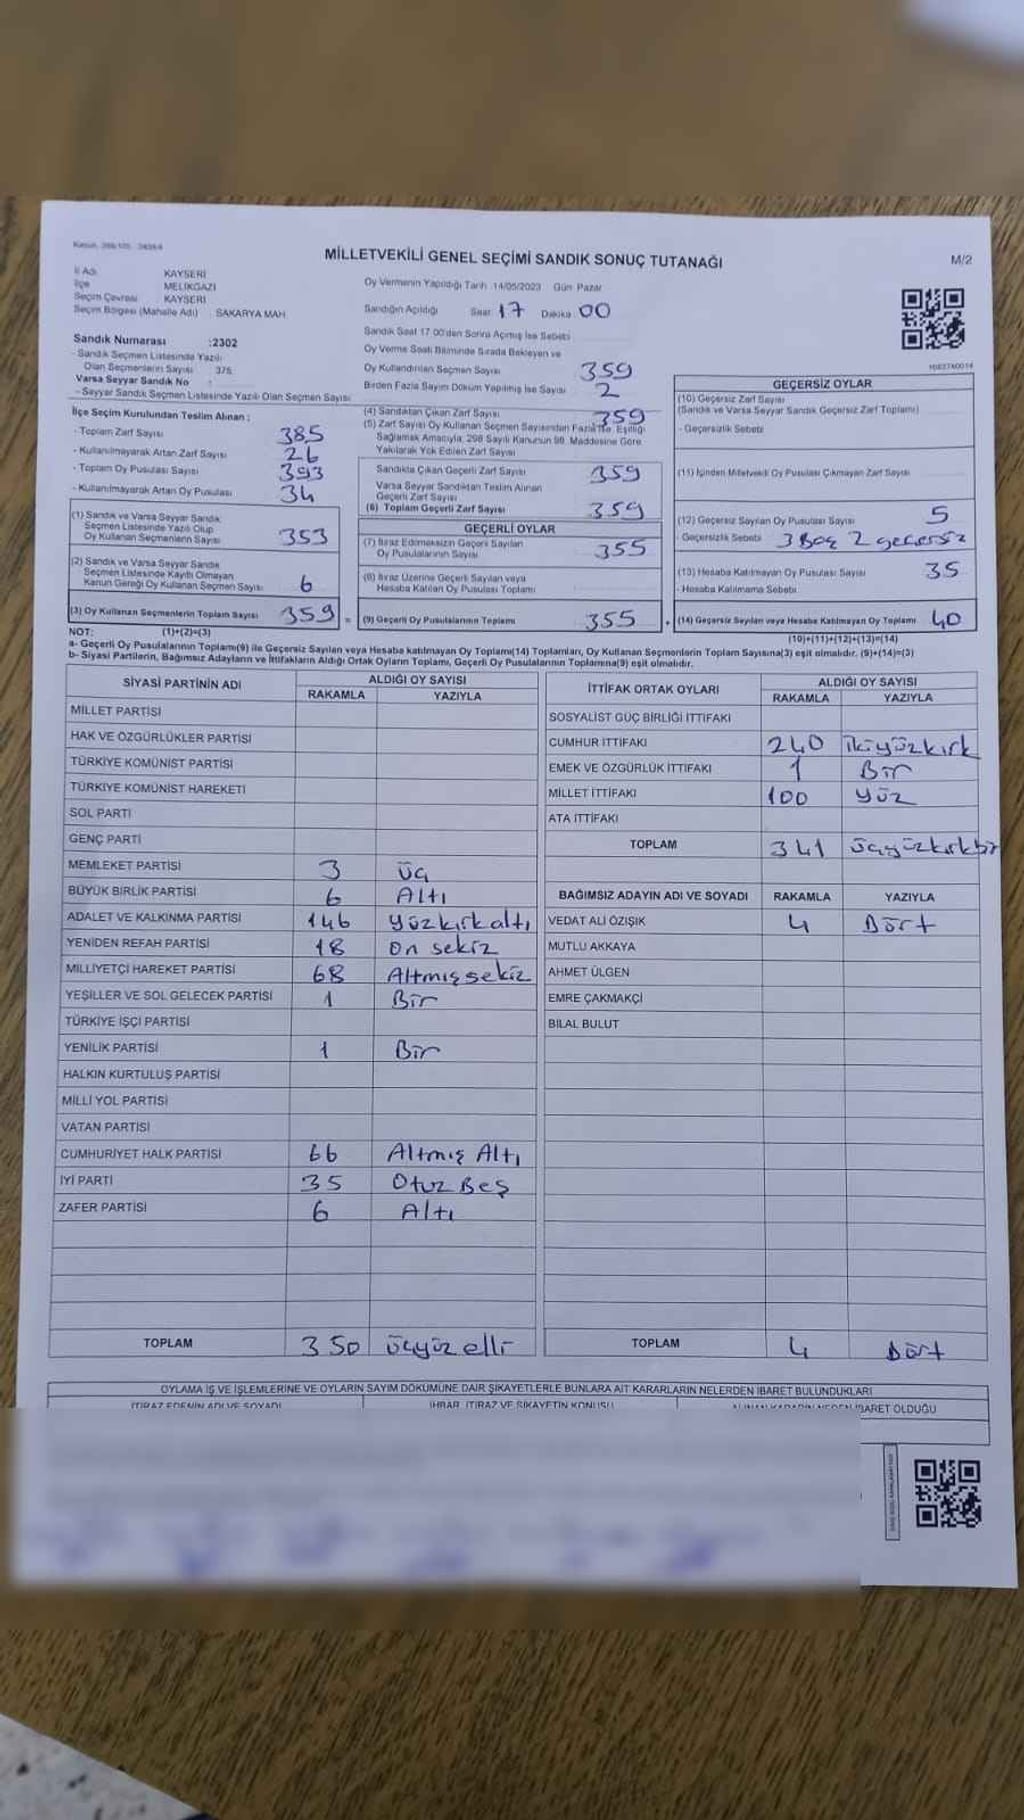 MİLLETVEKİLİ GENEL SEÇİMİ SANDIK SONUÇ TUTANAĞI
M/2
İl Adı KAYSERİ
İlçe MELİKGAZİ
Seçim Çevresi KAYSERİ
Seçim Bölgesi (Mahalle Adı) SAKARYA MAH.
Oy Vermenin Yapıldığı Tarih 14/05/2023 Gün Pazar
Sandığın Açıldığı Saat 17 Dakika 00
Sandık Saat 17.00'den Sonra Açılmış İse Sebebi
Sandık Numarası :2302
- Sandık Seçmen Listesinde Yazılı
Olan Seçmenlerin Sayısı 376
Varsa Seyyar Sandık No :
- Seyyar Sandık Seçmen Listesinde Yazılı Olan Seçmen Sayısı
Oy Verme Saati Bitiminde Sırada Bekleyen ve
Oy Kullandırılan Seçmen Sayısı 359
Birden Fazla Sayım Döküm Yapılmış İse Sayısı 2
İlçe Seçim Kurulundan Teslim Alınan :
- Toplam Zarf Sayısı 385
- Kullanılmayarak Artan Zarf Sayısı 26
- Toplam Oy Pusulası Sayısı 393
- Kullanılmayarak Artan Oy Pusulası 34
(1) Sandık ve Varsa Seyyar Sandık
Seçmen Listesinde Yazılı Olup
Oy Kullanan Seçmenlerin Sayısı 353
(2) Sandık ve Varsa Seyyar Sandık
Seçmen Listesinde Kayıtlı Olmayan
Kanun Gereği Oy Kullanan Seçmen Sayısı 6
(3) Oy Kullanan Seçmenlerin Toplam Sayısı 359 =
(4) Sandıktan Çıkan Zarf Sayısı 359
(5) Zarf Sayısı Oy Kullanan Seçmen Sayısından Fazla İse, Eşitliği
Sağlamak Amacıyla, 298 Sayılı Kanunun 98. Maddesine Göre
Yakılarak Yok Edilen Zarf Sayısı
Sandıkta Çıkan Geçerli Zarf Sayısı 359
Varsa Seyyar Sandıktan Teslim Alınan
Geçerli Zarf Sayısı
(6) Toplam Geçerli Zarf Sayısı 359
GEÇERLİ OYLAR
(7) İtiraz Edilmeksizin Geçerli Sayılan
Oy Pusulalarının Sayısı 355
(8) İtiraz Üzerine Geçerli Sayılan veya
Hesaba Katılan Oy Pusulası Toplamı
(9) Geçerli Oy Pusulalarının Toplamı 355 +
GEÇERSİZ OYLAR
(10) Geçersiz Zarf Sayısı
(Sandık ve Varsa Seyyar Sandık Geçersiz Zarf Toplamı)
- Geçersizlik Sebebi
(11) İçinden Milletvekili Oy Pusulası Çıkmayan Zarf Sayısı
(12) Geçersiz Sayılan Oy Pusulası Sayısı 5
- Geçersizlik Sebebi 3 Boş 2 geçersiz
(13) Hesaba Katılmayan Oy Pusulası Sayısı 35
- Hesaba Katılmama Sebebi
(14) Geçersiz Sayılan veya Hesaba Katılmayan Oy Toplamı 40
NOT: (1)+(2)=(3)
(10)+(11)+(12)+(13)=(14)
a- Geçerli Oy Pusulalarının Toplamı(9) ile Geçersiz Sayılan veya Hesaba katılmayan Oy Toplamı(14) Toplamları, Oy Kullanan Seçmenlerin Toplam Sayısına(3) eşit olmalıdır. (9)+(14)=(3)
b- Siyasi Partilerin, Bağımsız Adayların ve İttifakların Aldığı Ortak Oyların Toplamı, Geçerli Oy Pusulalarının Toplamına(9) eşit olmalıdır.
SİYASİ PARTİNİN ADI
ALDIĞI OY SAYISI
RAKAMLA YAZIYLA
MİLLET PARTİSİ
HAK VE ÖZGÜRLÜKLER PARTİSİ
TÜRKİYE KOMÜNİST PARTİSİ
TÜRKİYE KOMÜNİST HAREKETİ
SOL PARTİ
GENÇ PARTİ
MEMLEKET PARTİSİ 3 Üç
BÜYÜK BİRLİK PARTİSİ 6 Altı
ADALET VE KALKINMA PARTİSİ 146 Yüzkırkaltı
YENİDEN REFAH PARTİSİ 18 On sekiz
MİLLİYETÇİ HAREKET PARTİSİ 68 Altmışsekiz
YEŞİLLER VE SOL GELECEK PARTİSİ 1 Bir
TÜRKİYE İŞÇİ PARTİSİ
YENİLİK PARTİSİ 1 Bir
HALKIN KURTULUŞ PARTİSİ
MİLLİ YOL PARTİSİ
VATAN PARTİSİ
CUMHURİYET HALK PARTİSİ 66 Altmış Altı
İYİ PARTİ 35 Otuz Beş
ZAFER PARTİSİ 6 Altı
TOPLAM 350 Üçyüz elli
İTTİFAK ORTAK OYLARI
ALDIĞI OY SAYISI
RAKAMLA YAZIYLA
SOSYALİST GÜÇ BİRLİĞİ İTTİFAKI
CUMHUR İTTİFAKI 240 ikiyüzkırk
EMEK VE ÖZGÜRLÜK İTTİFAKI 1 Bir
MİLLET İTTİFAKI 100 Yüz
ATA İTTİFAKI
TOPLAM 341 üçyüzkırkbir
BAĞIMSIZ ADAYIN ADI VE SOYADI RAKAMLA YAZIYLA
VEDAT ALİ ÖZIŞIK 4 Dört
MUTLU AKKAYA
AHMET ÜLGEN
EMRE ÇAKMAKÇİ
BİLAL BULUT
TOPLAM 4 Dört
OYLAMA İŞ VE İŞLEMLERİNE VE OYLARIN SAYIM DÖKÜMÜNE DAİR ŞİKAYETLERLE BUNLARA AİT KARARLARIN NELERDEN İBARET BULUNDUKLARI
İTİRAZ EDENİN ADI VE SOYADI İHBAR, İTİRAZ VE ŞİKAYETİN KONUSU İBARET OLDUĞU